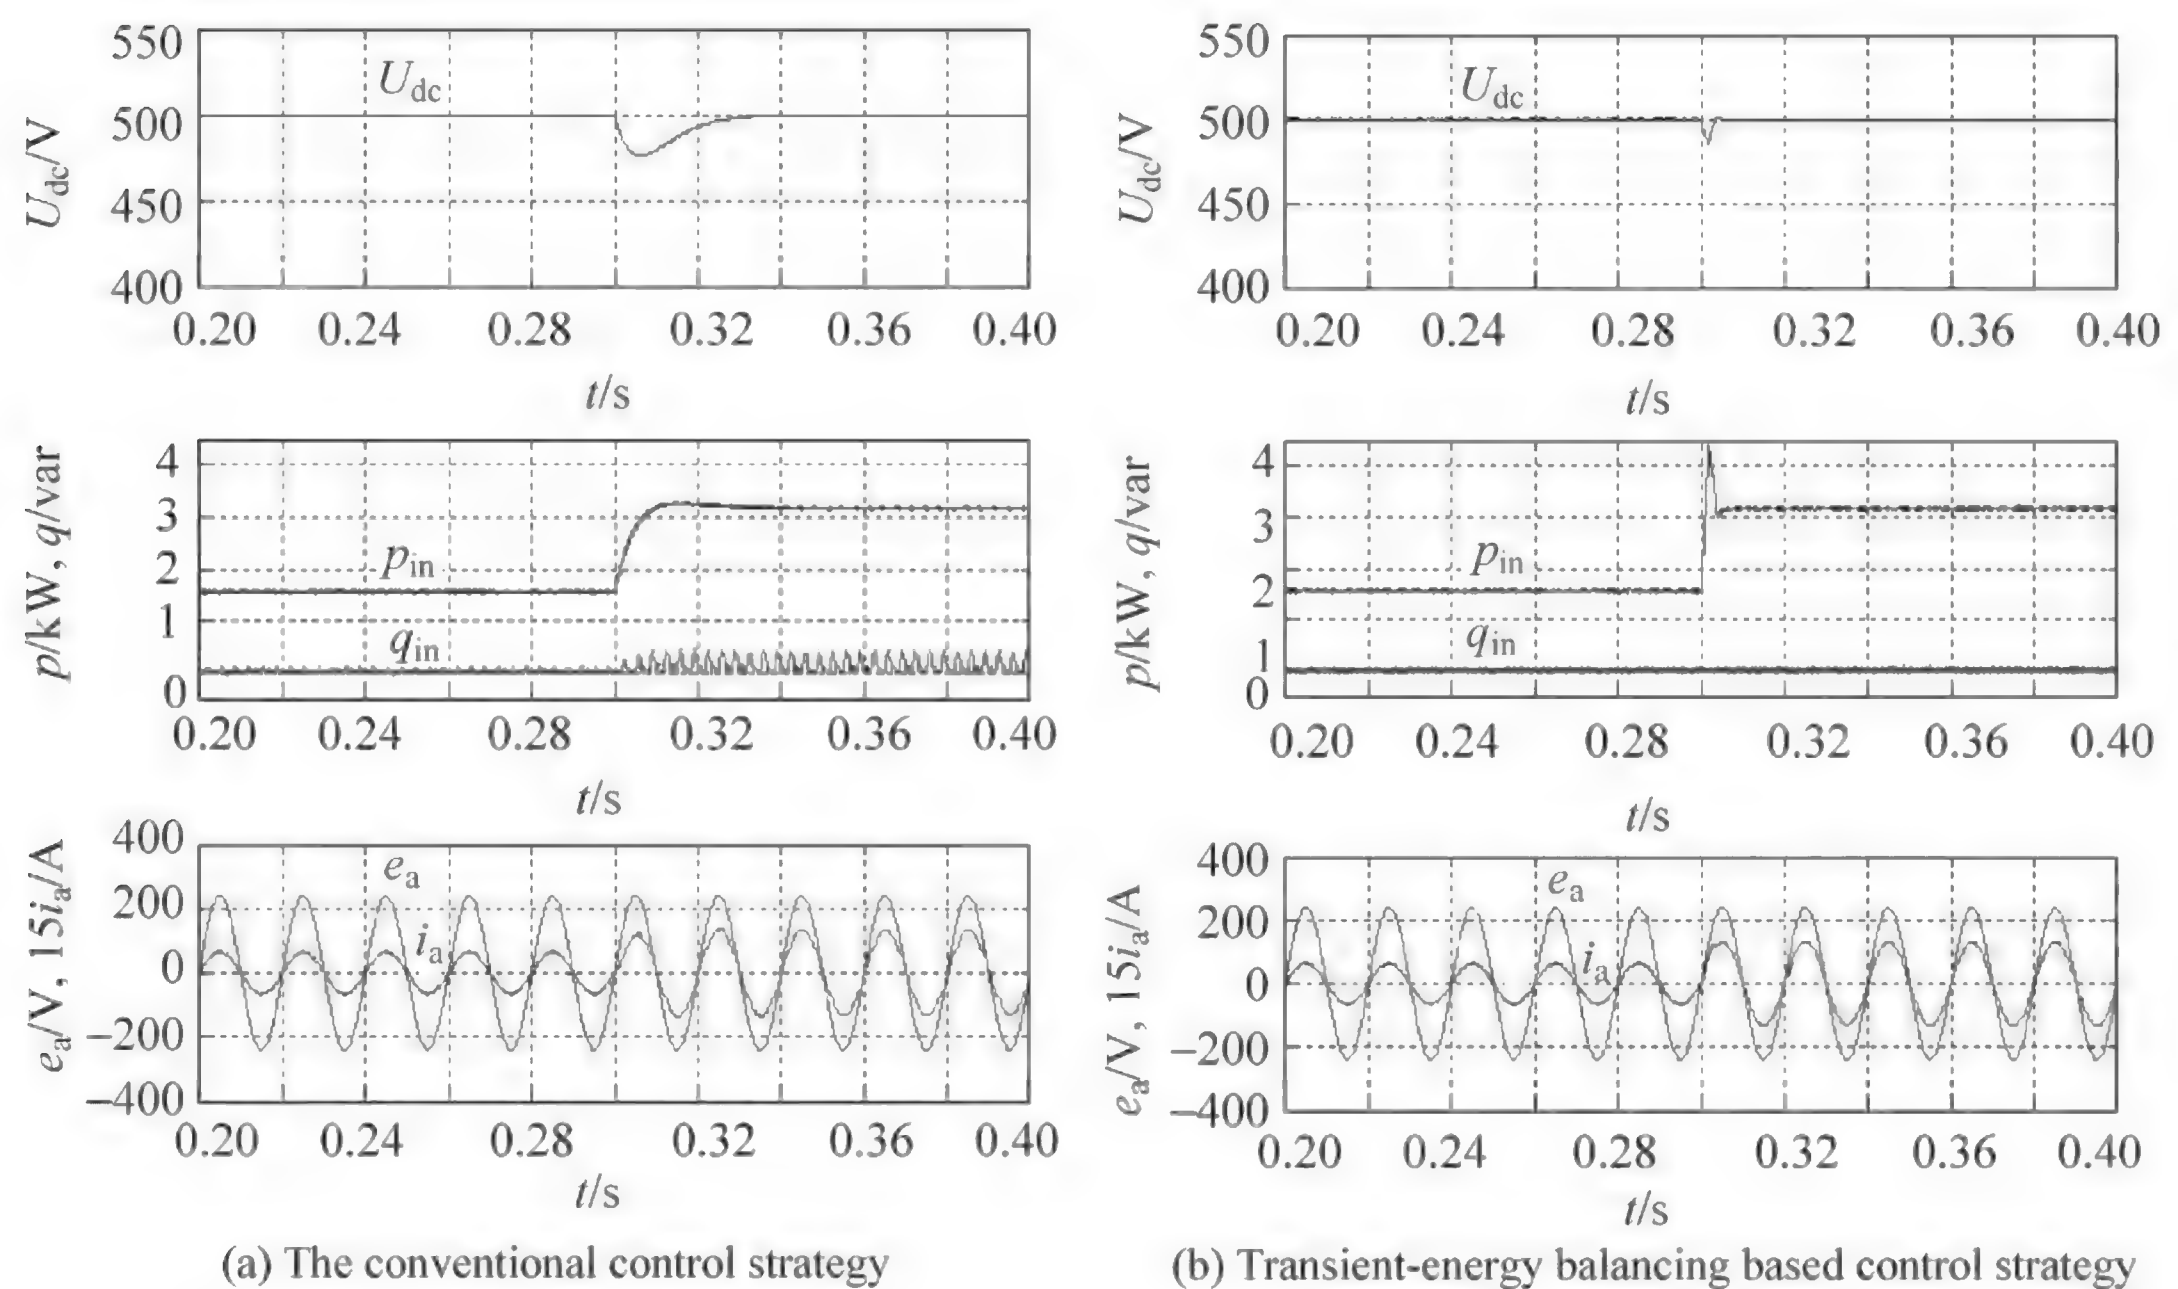 550
500
450
400
U_dc/V
U_dc
0.20 0.24 0.28 0.32 0.36 0.40
t/s
4
3
2
1
0
p/kW, q/var
p_in
q_in
0.20 0.24 0.28 0.32 0.36 0.40
t/s
400
200
0
−200
−400
e_a/V, 15i_a/A
e_a
i_a
0.20 0.24 0.28 0.32 0.36 0.40
t/s
(a) The conventional control strategy
550
500
450
400
U_dc/V
U_dc
0.20 0.24 0.28 0.32 0.36 0.40
t/s
4
3
2
1
0
p/kW, q/var
p_in
q_in
0.20 0.24 0.28 0.32 0.36 0.40
t/s
400
200
0
−200
−400
e_a/V, 15i_a/A
e_a
i_a
0.20 0.24 0.28 0.32 0.36 0.40
t/s
(b) Transient-energy balancing based control strategy